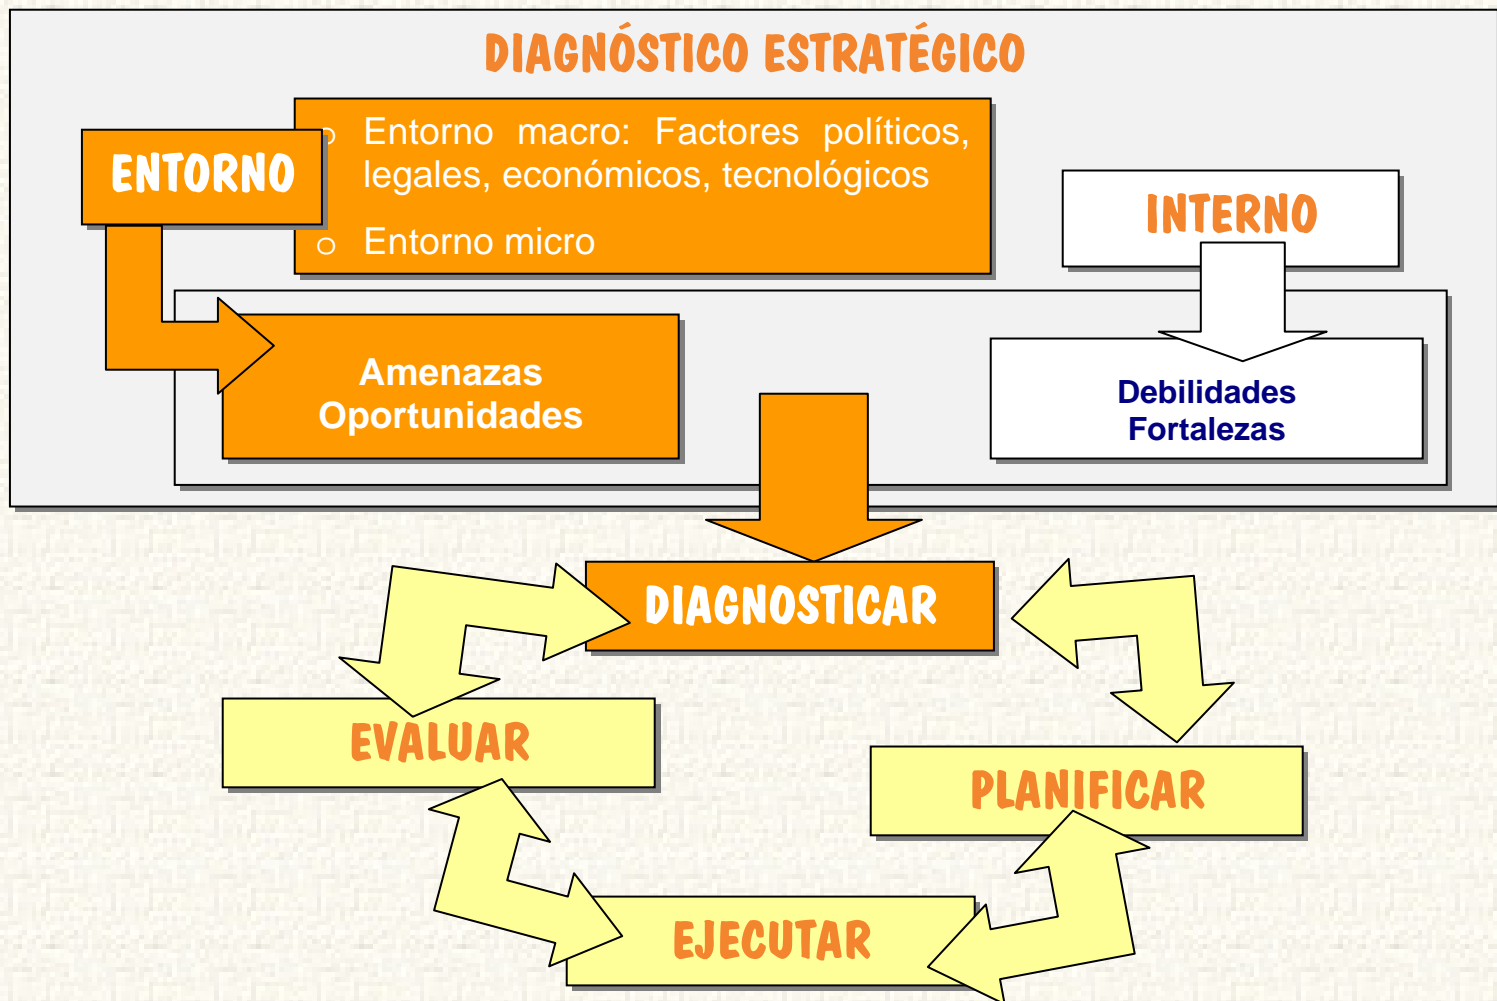 DIAGNÓSTICO ESTRATÉGICO
ENTORNO
o Entorno macro: Factores políticos,
legales, económicos, tecnológicos
o Entorno micro
INTERNO
Amenazas
Oportunidades
Debilidades
Fortalezas
DIAGNOSTICAR
EVALUAR
PLANIFICAR
EJECUTAR